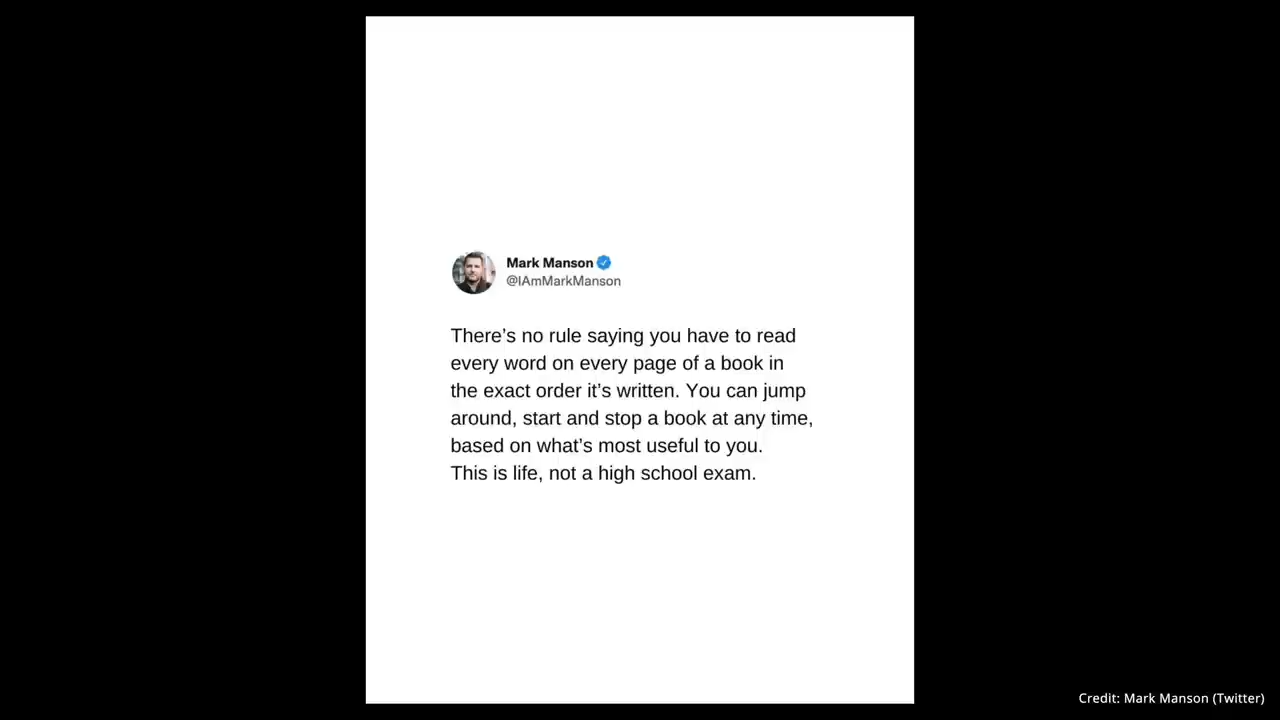 Mark Manson
@IAmMarkManson
There’s no rule saying you have to read
every word on every page of a book in
the exact order it’s written. You can jump
around, start and stop a book at any time,
based on what’s most useful to you.
This is life, not a high school exam.
Credit: Mark Manson (Twitter)